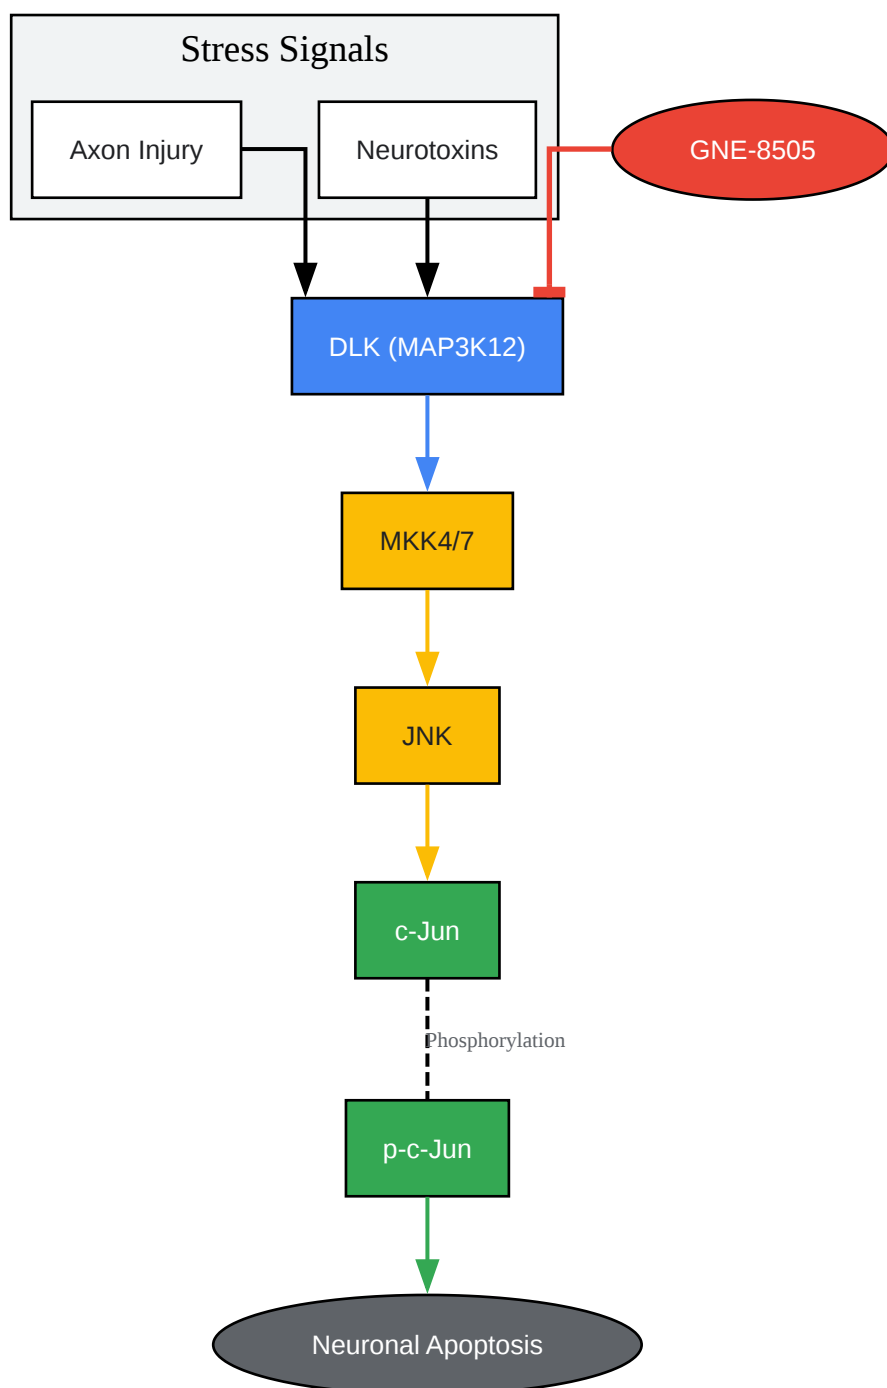 Stress Signals
Axon Injury
Neurotoxins
GNE-8505
DLK (MAP3K12)
MKK4/7
JNK
c-Jun
Phosphorylation
p-c-Jun
Neuronal Apoptosis